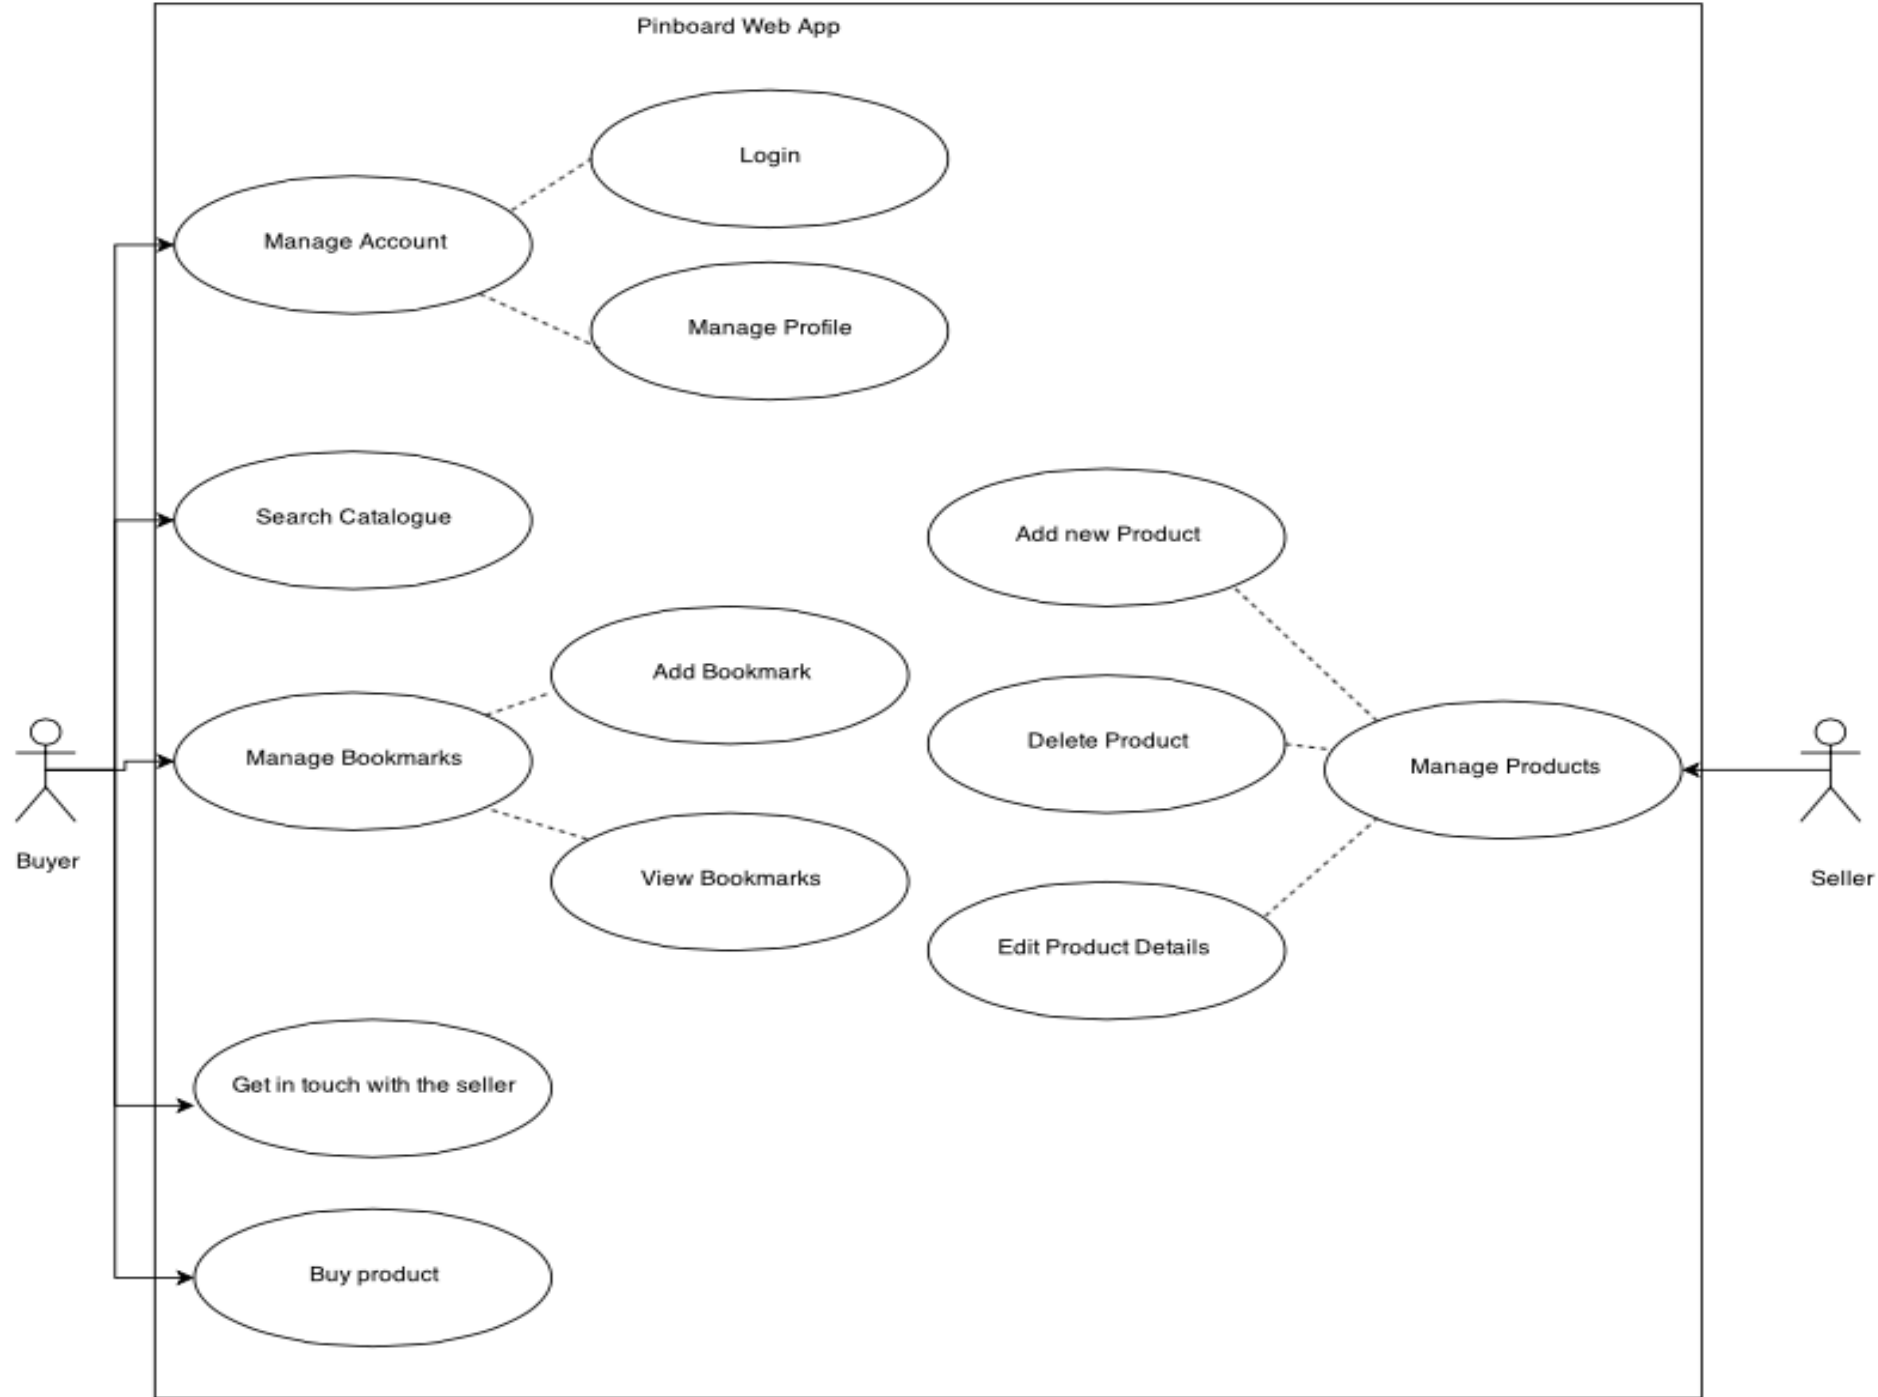 Pinboard Web App
Login
Manage Account
Manage Profile
Search Catalogue
Add new Product
Add Bookmark
Delete Product
Manage Bookmarks
Manage Products
Buyer
View Bookmarks
Seller
Edit Product Details
Get in touch with the seller
Buy product